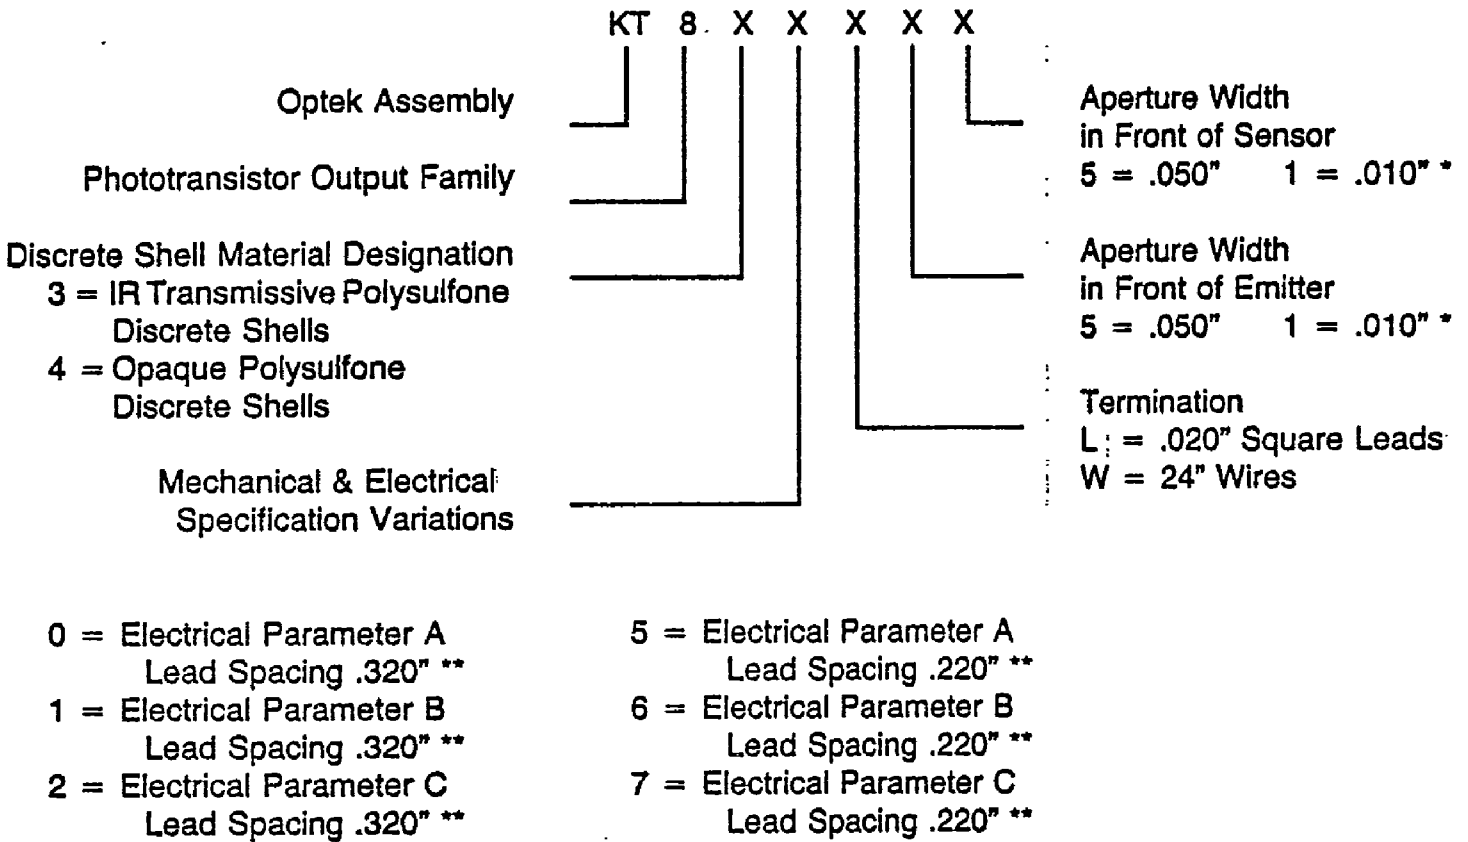 KT 8 X X X X X
Optek Assembly
Phototransistor Output Family
Discrete Shell Material Designation
3 = IR Transmissive Polysulfone
Discrete Shells
4 = Opaque Polysulfone
Discrete Shells
Mechanical & Electrical
Specification Variations
Aperture Width
in Front of Sensor
5 = .050" 1 = .010" *
Aperture Width
in Front of Emitter
5 = .050" 1 = .010" *
Termination
L = .020" Square Leads
W = 24" Wires
0 = Electrical Parameter A
Lead Spacing .320" **
1 = Electrical Parameter B
Lead Spacing .320" **
2 = Electrical Parameter C
Lead Spacing .320" **
5 = Electrical Parameter A
Lead Spacing .220" **
6 = Electrical Parameter B
Lead Spacing .220" **
7 = Electrical Parameter C
Lead Spacing .220" **